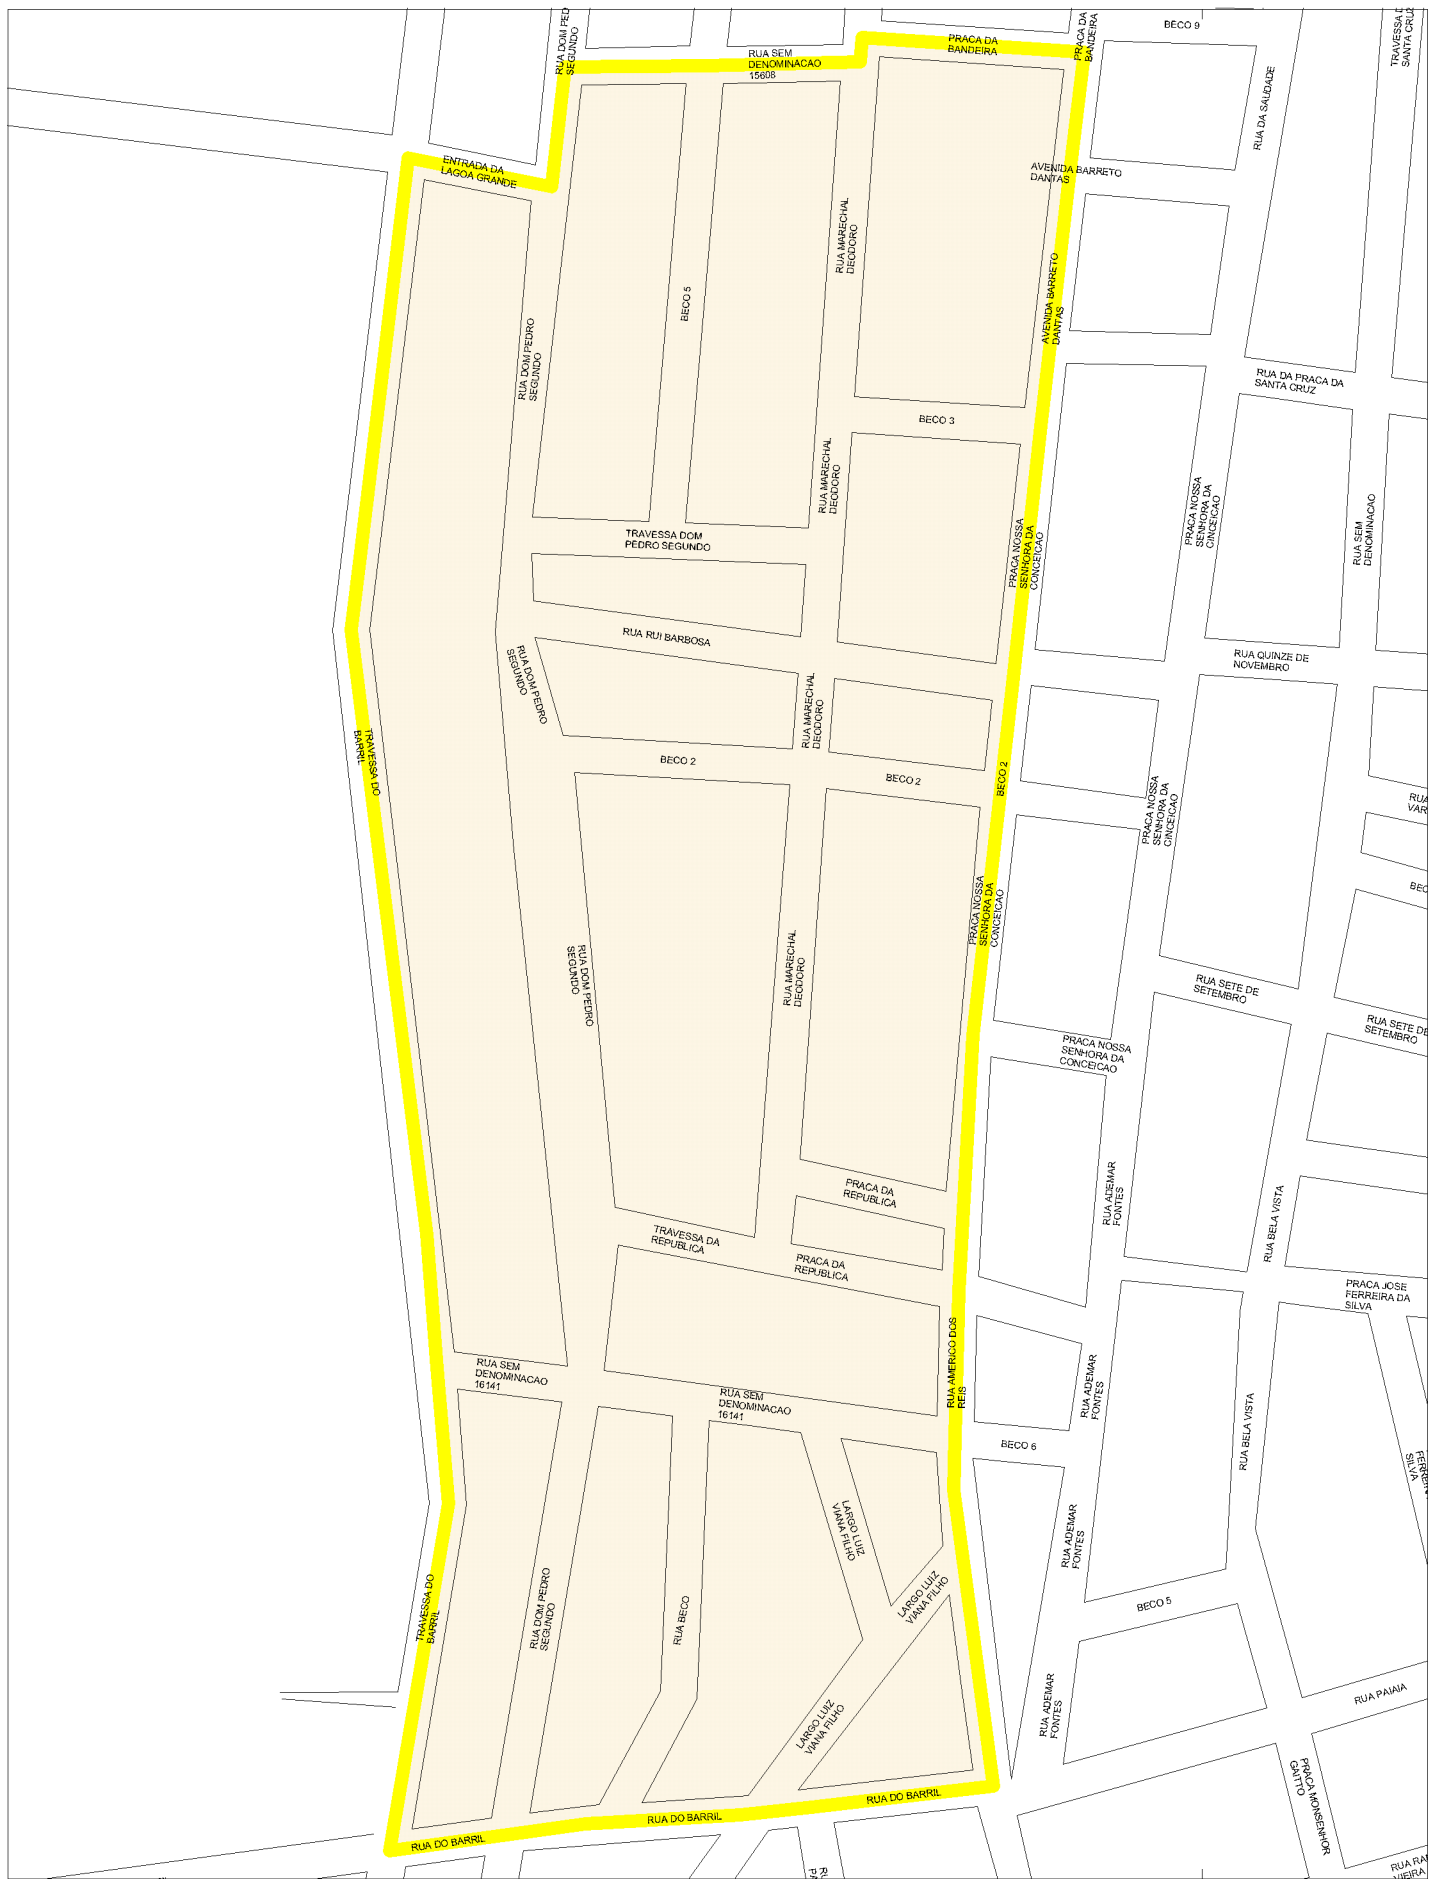 BECO 9
RUA DOM PED
SEGUNDO
RUA SEM
DENOMINACAO
15608
PRACA DA
BANDEIRA
PRACA DA
BANDEIRA
SANTA CRUZ
RUA DA SAUDADE
ENTRADA DA
LAGOA GRANDE
AVENIDA BARRETO
DANTAS
RUA MARECHAL
DEODORO
BECO 5
AVENIDA BARRETO
DANTAS
RUA DOM PEDRO
SEGUNDO
RUA DA PRACA DA
SANTA CRUZ
BECO 3
RUA MARECHAL
DEODORO
PRACA NOSSA
SENHORA DA
CINCEICAO
RUA SEM
DENOMINACAO
TRAVESSA DOM
PEDRO SEGUNDO
PRACA NOSSA
SENHORA DA
CONCEICAO
RUA RUI BARBOSA
RUA QUINZE DE
NOVEMBRO
RUA DOM PEDRO
SEGUNDO
RUA MARECHAL
DEODORO
TRAVESSA DO
BARRIL
BECO 2
BECO 2
BECO 2
PRACA NOSSA
SENHORA DA
CINCEICAO
RUA
VAR
BEC
PRACA NOSSA
SENHORA DA
CONCEICAO
RUA DOM PEDRO
SEGUNDO
RUA MARECHAL
DEODORO
RUA SETE DE
SETEMBRO
RUA SETE DE
SETEMBRO
PRACA NOSSA
SENHORA DA
CONCEICAO
PRACA DA
REPUBLICA
RUA ADEMAR
FONTES
RUA BELA VISTA
TRAVESSA DA
REPUBLICA
PRACA DA
REPUBLICA
PRACA JOSE
FERREIRA DA
SILVA
RUA AMERICO DOS
REIS
RUA SEM
DENOMINACAO
16141
RUA SEM
DENOMINACAO
16141
RUA ADEMAR
FONTES
RUA BELA VISTA
BECO 6
SILVA
LARGO LUIZ
VIANA FILHO
RUA ADEMAR
FONTES
LARGO LUIZ
VIANA FILHO
BECO 5
TRAVESSA DO
BARRIL
RUA DOM PEDRO
SEGUNDO
RUA BECO
RUA ADEMAR
FONTES
RUA PAIAIA
LARGO LUIZ
VIANA FILHO
RUA DO BARRIL
RUA DO BARRIL
RUA DO BARRIL
PRACA MONSENHOR
GALTTO
VIEIRA